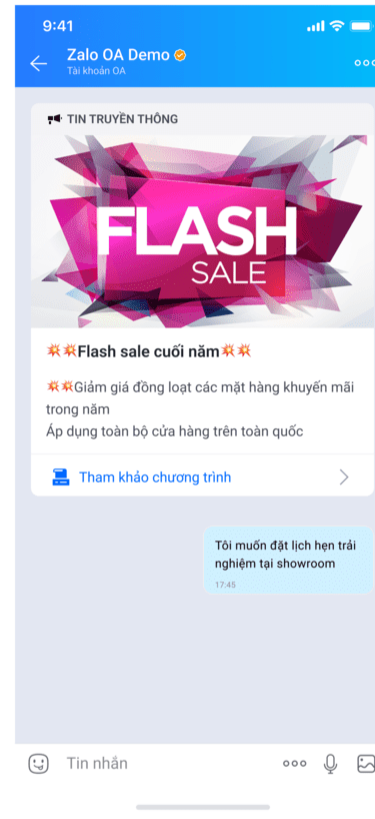 9:41
Zalo OA Demo
Tài khoản OA
TIN TRUYỀN THÔNG
FLASH
SALE
💥💥Flash sale cuối năm💥💥
💥💥Giảm giá đồng loạt các mặt hàng khuyến mãi
trong năm
Áp dụng toàn bộ cửa hàng trên toàn quốc
Tham khảo chương trình
Tôi muốn đặt lịch hẹn trải
nghiệm tại showroom
17:45
Tin nhắn